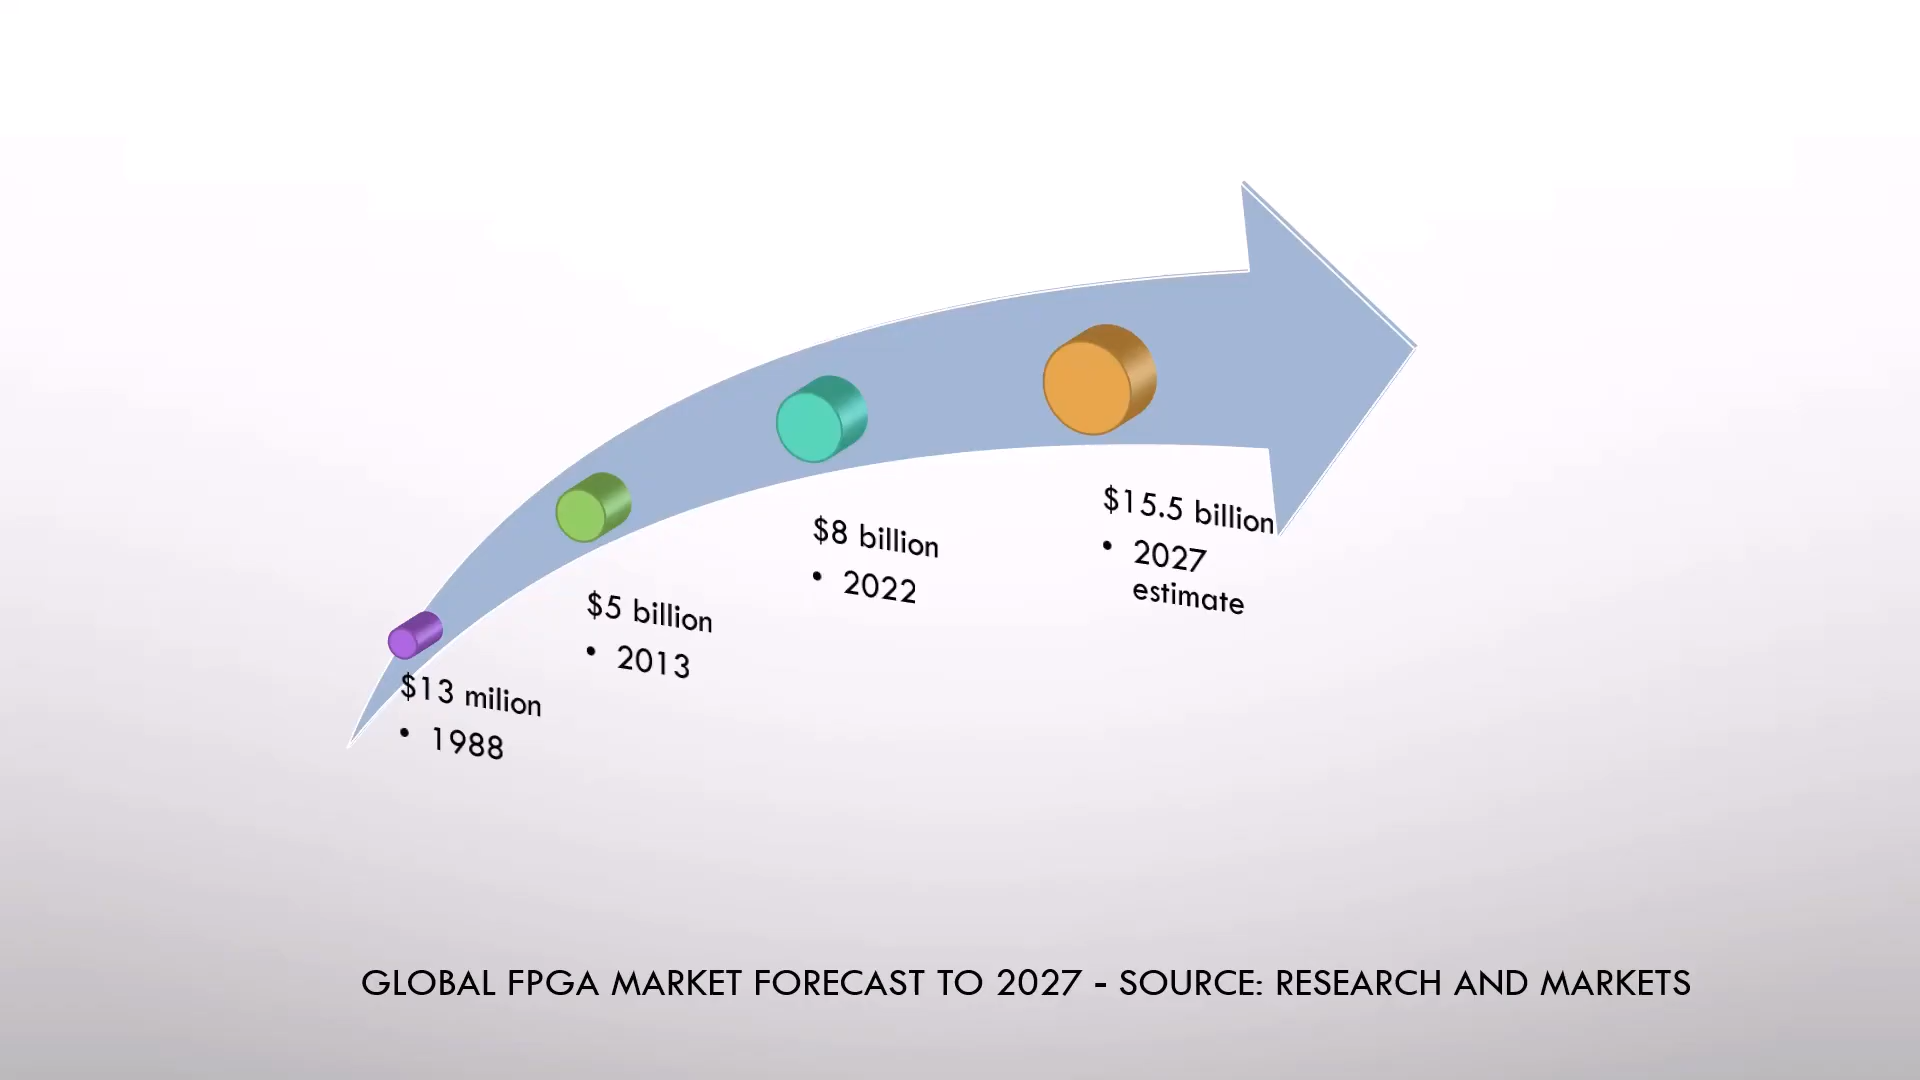 $13 milion
• 1988
$5 billion
• 2013
$8 billion
• 2022
$15.5 billion
• 2027
estimate
GLOBAL FPGA MARKET FORECAST TO 2027 - SOURCE: RESEARCH AND MARKETS